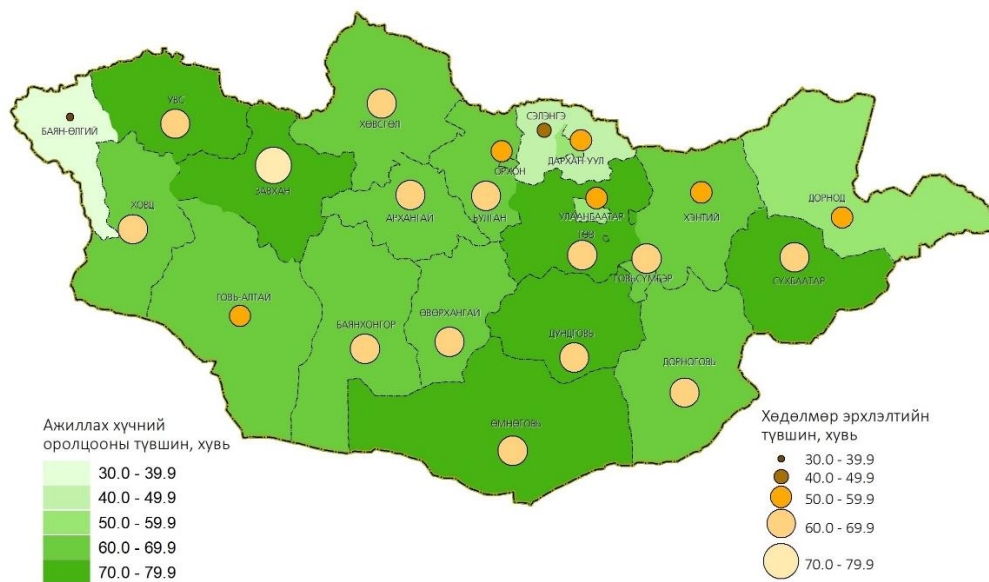 УВС
БАЯН-ӨЛГИЙ
ХӨВСГӨЛ
СЭЛЭНГЭ
ДАРХАН-УУЛ
ОРХОН
ЗАВХАН
ХОВД
АРХАНГАЙ
БУЛГАН
УЛААНБААТАР
ТӨВ
ХЭНТИЙ
ДОРНОД
ГОВЬСҮМБЭР
СҮХБААТАР
ГОВЬ-АЛТАЙ
БАЯНХОНГОР
ӨВӨРХАНГАЙ
ДУНДГОВЬ
ДОРНОГОВЬ
ӨМНӨГОВЬ
Ажиллах хүчний
оролцооны түвшин, хувь
30.0 - 39.9
40.0 - 49.9
50.0 - 59.9
60.0 - 69.9
70.0 - 79.9
Хөдөлмөр эрхлэлтийн
түвшин, хувь
30.0 - 39.9
40.0 - 49.9
50.0 - 59.9
60.0 - 69.9
70.0 - 79.9